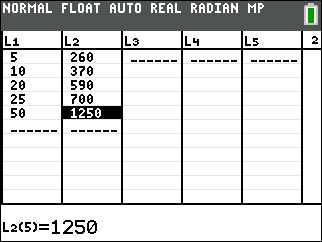 NORMAL FLOAT AUTO REAL RADIAN MP
L1 L2 L3 L4 L5 2
5 260 ------ ------ ------
10 370
20 590
25 700
50 1250
------ ------
L2(5)=1250